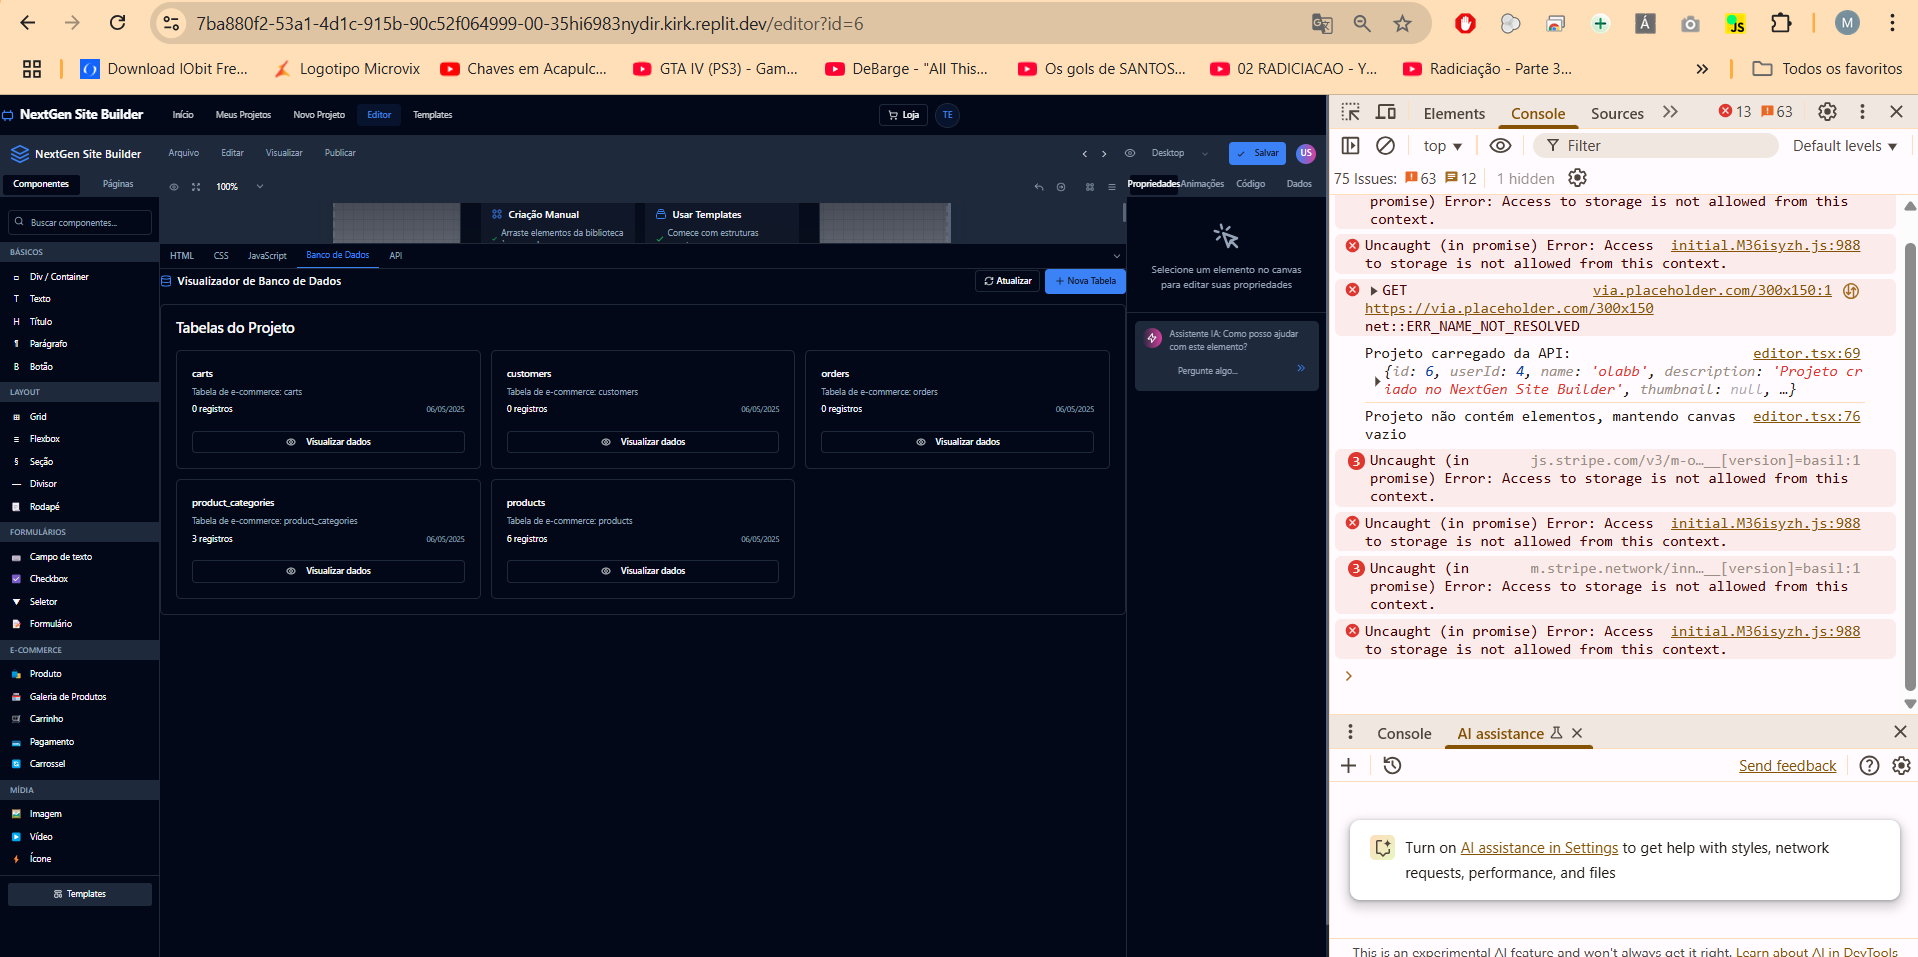 7ba880f2-53a1-4d1c-915b-90c52f064999-00-35hi6983nydir.kirk.replit.dev/editor?id=6
M
Download IObit Fre...
Logotipo Microvix
Chaves em Acapulc...
GTA IV (PS3) - Gam...
DeBarge - "All This...
Os gols de SANTOS...
02 RADICIACAO - Y...
Radiciação - Parte 3...
Todos os favoritos
NextGen Site Builder
Início
Meus Projetos
Novo Projeto
Editor
Templates
Loja
TE
NextGen Site Builder
Arquivo
Editar
Visualizar
Publicar
Desktop
Salvar
US
Componentes
Páginas
100%
Propriedades
Animações
Código
Dados
Buscar componentes...
BÁSICOS
Div / Container
T Texto
H Título
¶ Parágrafo
B Botão
LAYOUT
Grid
Flexbox
§ Seção
Divisor
Rodapé
FORMULÁRIOS
Campo de texto
Checkbox
Seletor
Formulário
E-COMMERCE
Produto
Galeria de Produtos
Carrinho
Pagamento
Carrossel
MÍDIA
Imagem
Vídeo
Ícone
Templates
Criação Manual
Arraste elementos da biblioteca
Usar Templates
Comece com estruturas
HTML
CSS
JavaScript
Banco de Dados
API
Visualizador de Banco de Dados
Atualizar
+ Nova Tabela
Tabelas do Projeto
carts
Tabela de e-commerce: carts
0 registros
06/05/2025
Visualizar dados
customers
Tabela de e-commerce: customers
0 registros
06/05/2025
Visualizar dados
orders
Tabela de e-commerce: orders
0 registros
06/05/2025
Visualizar dados
product_categories
Tabela de e-commerce: product_categories
3 registros
06/05/2025
Visualizar dados
products
Tabela de e-commerce: products
6 registros
06/05/2025
Visualizar dados
Selecione um elemento no canvas
para editar suas propriedades
Assistente IA: Como posso ajudar
com este elemento?
Pergunte algo...
Elements
Console
Sources
13
63
top
Filter
Default levels
75 Issues: 63 12
1 hidden
promise) Error: Access to storage is not allowed from this
context.
Uncaught (in promise) Error: Access initial.M36isyzh.js:988
to storage is not allowed from this context.
GET via.placeholder.com/300x150:1
https://via.placeholder.com/300x150
net::ERR_NAME_NOT_RESOLVED
Projeto carregado da API: editor.tsx:69
{id: 6, userId: 4, name: 'olabb', description: 'Projeto cr
iado no NextGen Site Builder', thumbnail: null, …}
Projeto não contém elementos, mantendo canvas editor.tsx:76
vazio
3 Uncaught (in js.stripe.com/v3/m-o…__[version]=basil:1
promise) Error: Access to storage is not allowed from this
context.
Uncaught (in promise) Error: Access initial.M36isyzh.js:988
to storage is not allowed from this context.
3 Uncaught (in m.stripe.network/inn…__[version]=basil:1
promise) Error: Access to storage is not allowed from this
context.
Uncaught (in promise) Error: Access initial.M36isyzh.js:988
to storage is not allowed from this context.
Console
AI assistance
Send feedback
Turn on AI assistance in Settings to get help with styles, network
requests, performance, and files
This is an experimental AI feature and won't always get it right. Learn about AI in DevTools